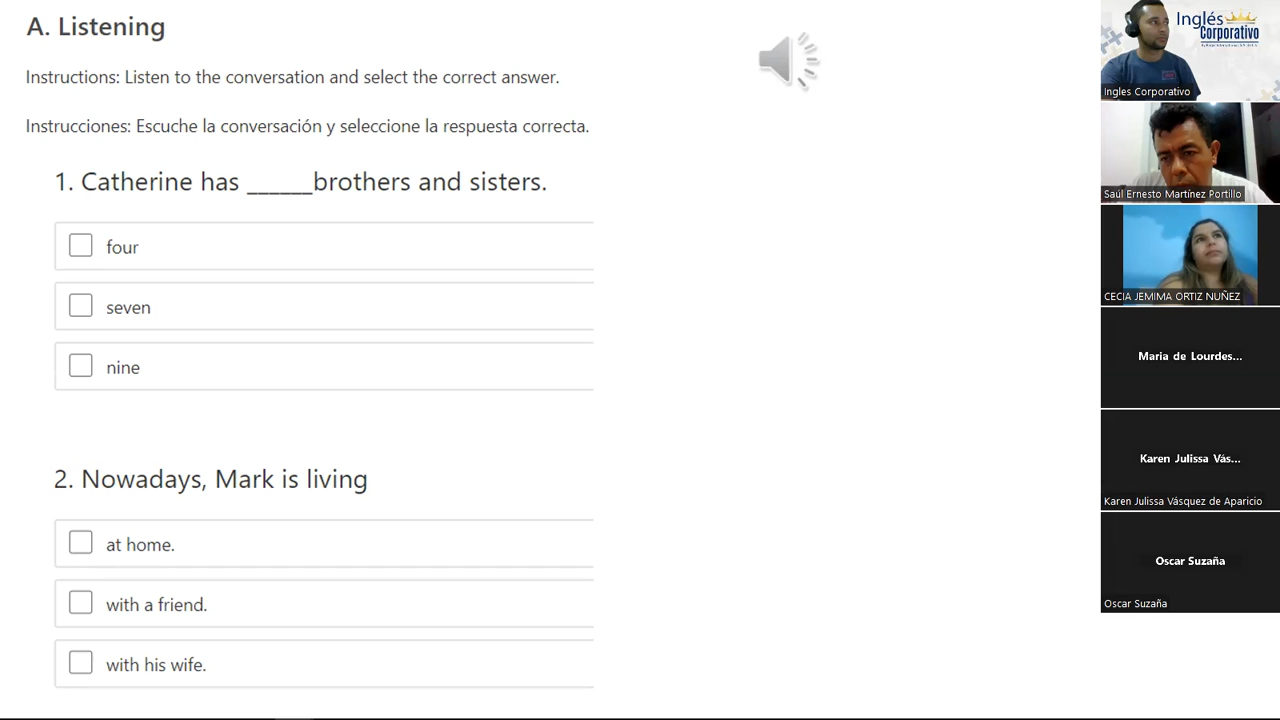 A. Listening
Instructions: Listen to the conversation and select the correct answer.
Instrucciones: Escuche la conversación y seleccione la respuesta correcta.
1. Catherine has ______brothers and sisters.
four
seven
nine
2. Nowadays, Mark is living
at home.
with a friend.
with his wife.
Inglés
Corporativo
Ingles Corporativo
Saúl Ernesto Martínez Portillo
CECIA JEMIMA ORTIZ NUÑEZ
Maria de Lourdes...
Karen Julissa Vás...
Karen Julissa Vásquez de Aparicio
Oscar Suzaña
Oscar Suzaña